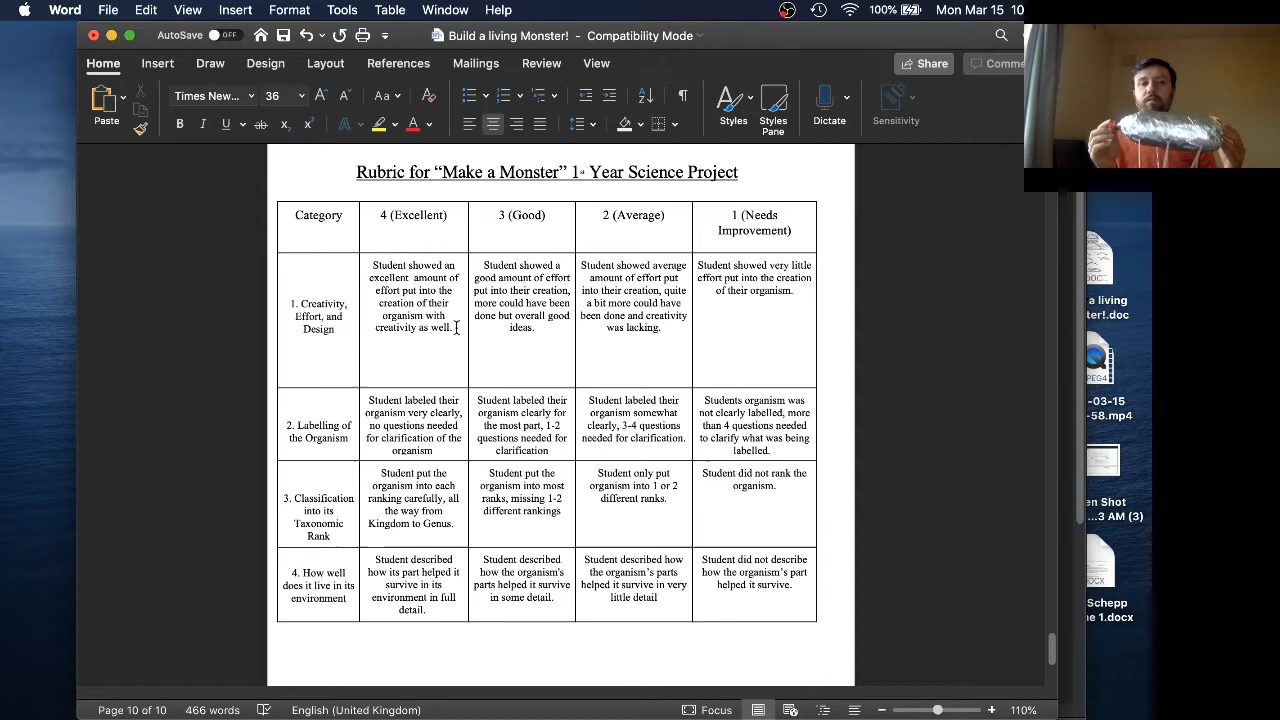 Word File Edit View Insert Format Tools Table Window Help 100% Mon Mar 15 10
AutoSave OFF Build a living Monster! - Compatibility Mode
Home Insert Draw Design Layout References Mailings Review View Share Comme
Paste Times New... 36 Aa Styles Styles Pane Dictate Sensitivity
Rubric for “Make a Monster” 1st Year Science Project
Category 4 (Excellent) 3 (Good) 2 (Average) 1 (Needs
Improvement)
1. Creativity,
Effort, and
Design
Student showed an
excellent amount of
effort put into the
creation of their
organism with
creativity as well.
Student showed a
good amount of effort
put into their creation,
more could have been
done but overall good
ideas.
Student showed average
amount of effort put
into their creation, quite
a bit more could have
been done and creativity
was lacking.
Student showed very little
effort put into the creation
of their organism.
2. Labelling of
the Organism
Student labeled their
organism very clearly,
no questions needed
for clarification of the
organism
Student labeled their
organism clearly for
the most part, 1-2
questions needed for
clarification
Student labeled their
organism somewhat
clearly, 3-4 questions
needed for clarification.
Students organism was
not clearly labelled, more
than 4 questions needed
to clarify what was being
labelled.
3. Classification
into its
Taxonomic
Rank
Student put the
organism into each
ranking carefully, all
the way from
Kingdom to Genus.
Student put the
organism into most
ranks, missing 1-2
different rankings
Student only put
organism into 1 or 2
different ranks.
Student did not rank the
organism.
4. How well
does it live in its
environment
Student described
how its part helped it
survive in its
environment in full
detail.
Student described
how the organism's
parts helped it survive
in some detail.
Student described how
the organism’s parts
helped it survive in very
little detail
Student did not describe
how the organism’s part
helped it survive.
a living
ter!.doc
PEG4
-03-15
-58.mp4
en Shot
...3 AM (3)
OCX
Schepp
ne 1.docx
Page 10 of 10 466 words English (United Kingdom) Focus 110%